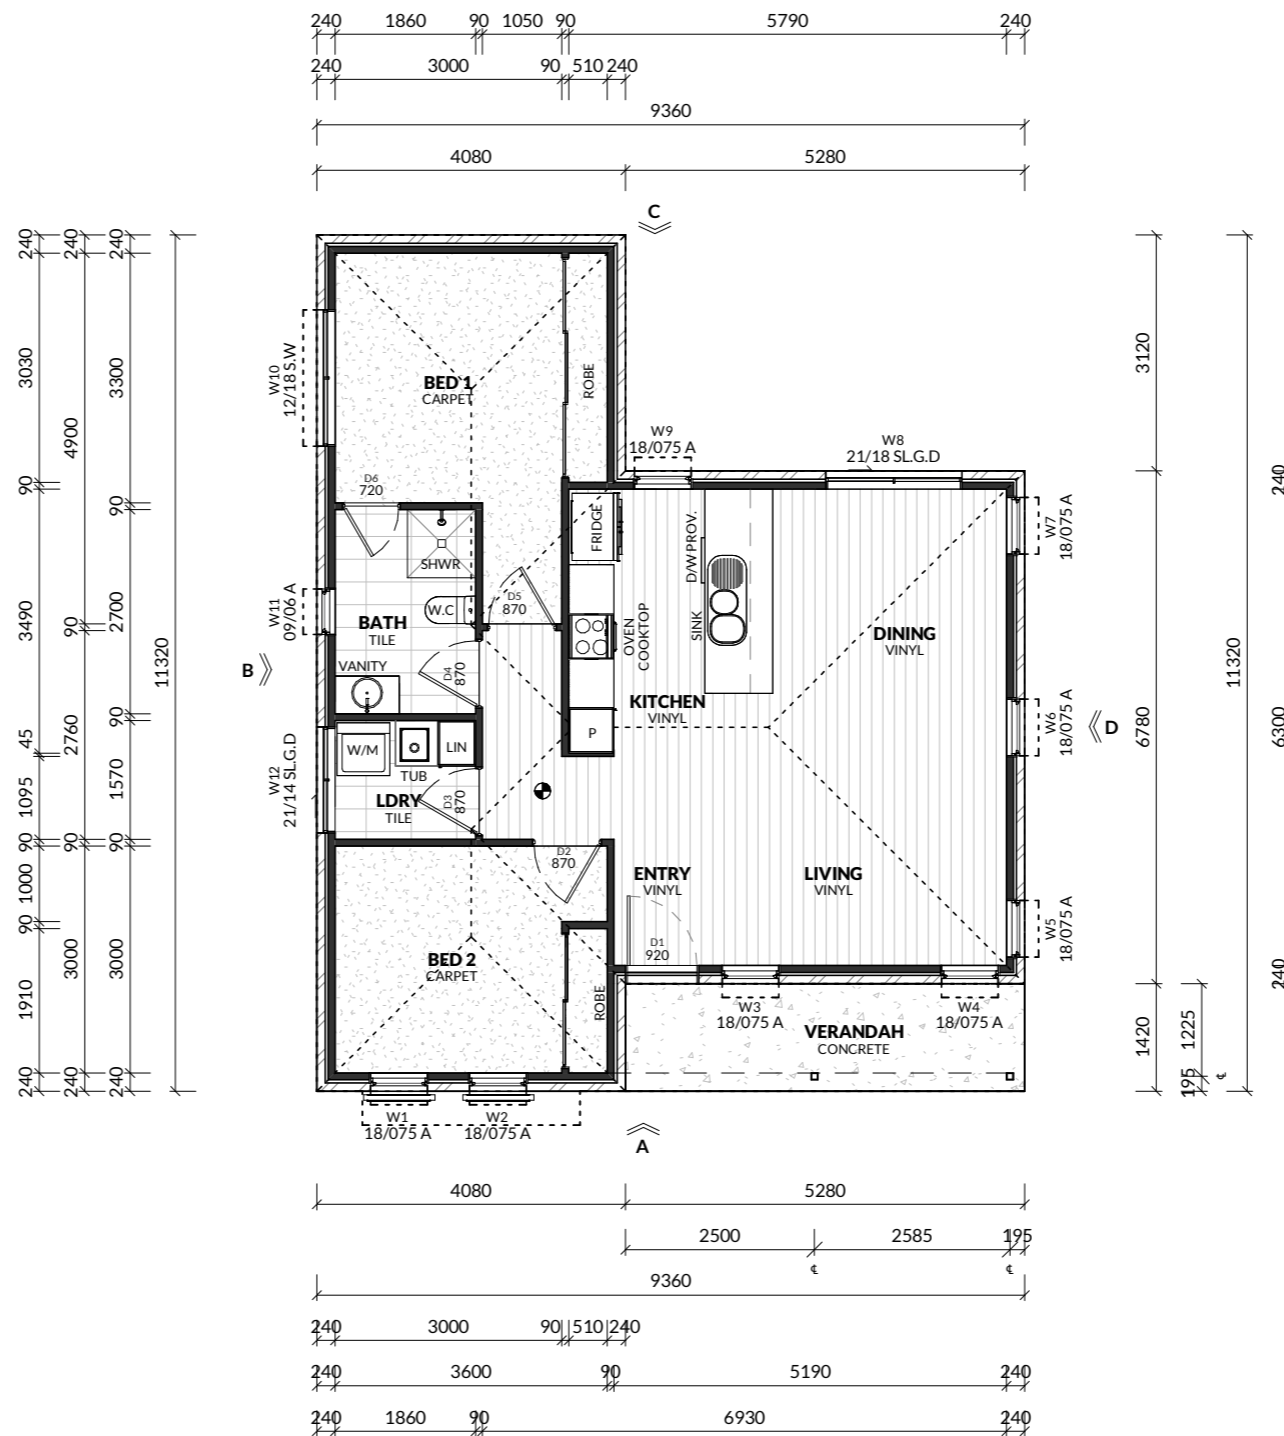 240 1860 90 1050 90 5790 240
240 3000 90 510 240
9360
4080 5280
C
240 3030 90 3490 45 1095 90 1000 90 1910 240
240 4900 90 2760 90 3000 240
240 3300 90 2700 90 1570 90 3000 240
11320
3120
6780
1420
1225
195
℄
11320
240 6300 240
W10
12/18 S.W
BED 1
CARPET
ROBE
W9
18/075 A
W8
21/18 SL.G.D
D6
720
FRIDGE
D/W PROV.
W7
18/075 A
SHWR
W11
09/06 A
W.C
D5
870
BATH
TILE
OVEN
COOKTOP
SINK
DINING
VINYL
B
VANITY
D4
870
KITCHEN
VINYL
W6
18/075 A
D
W12
21/14 SL.G.D
W/M
TUB
LIN
P
LDRY
TILE
D3
870
D2
870
ENTRY
VINYL
LIVING
VINYL
W5
18/075 A
BED 2
CARPET
D1
920
ROBE
W3
18/075 A
VERANDAH
CONCRETE
W4
18/075 A
W1
18/075 A
W2
18/075 A
A
4080 5280
2500 2585 195
℄ ℄
9360
240 3000 90 510 240
240 3600 90 5190 240
240 1860 90 6930 240